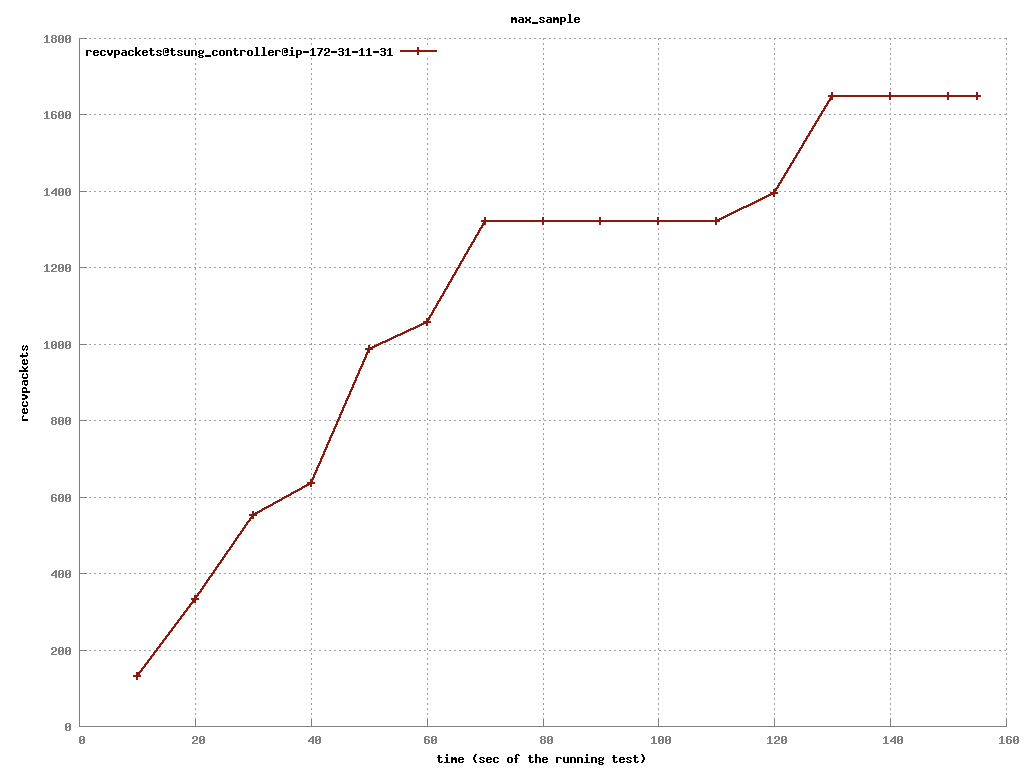 max_sample
1800
recvpackets@tsung_controller@ip-172-31-11-31
1600
1400
1200
1000
800
600
400
200
0
recvpackets
0 20 40 60 80 100 120 140 160
time (sec of the running test)